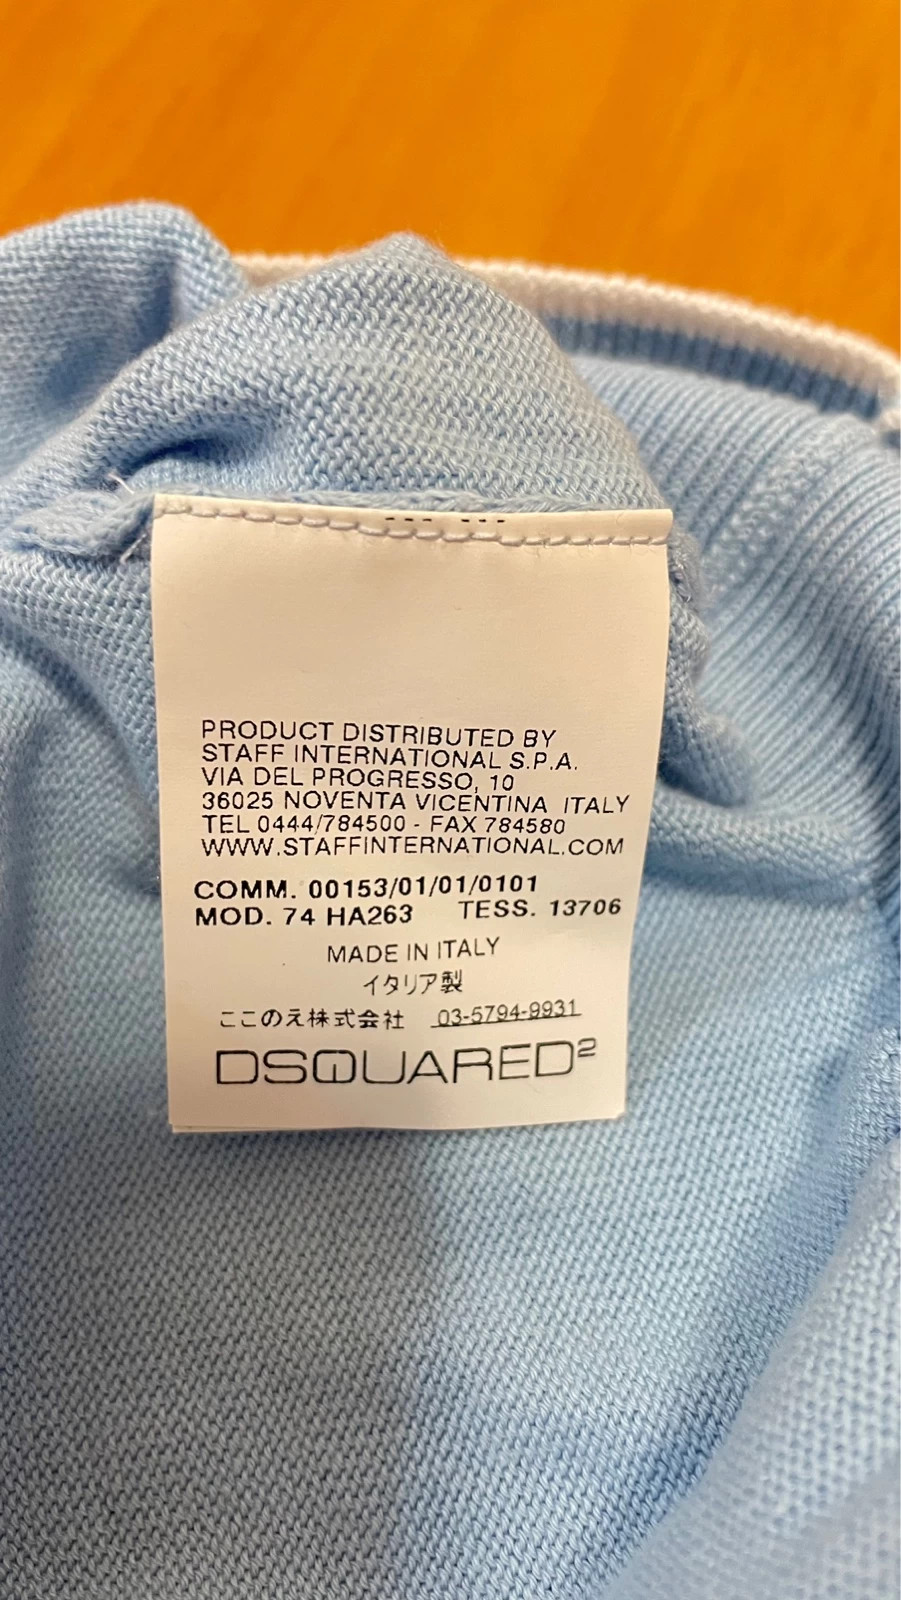 PRODUCT DISTRIBUTED BY
STAFF INTERNATIONAL S.P.A.
VIA DEL PROGRESSO, 10
36025 NOVENTA VICENTINA ITALY
TEL 0444/784500 - FAX 784580
WWW.STAFFINTERNATIONAL.COM
COMM. 00153/01/01/0101
MOD. 74 HA263 TESS. 13706
MADE IN ITALY
イタリア製
ここのえ株式会社 03-5794-9931
DSQUARED²